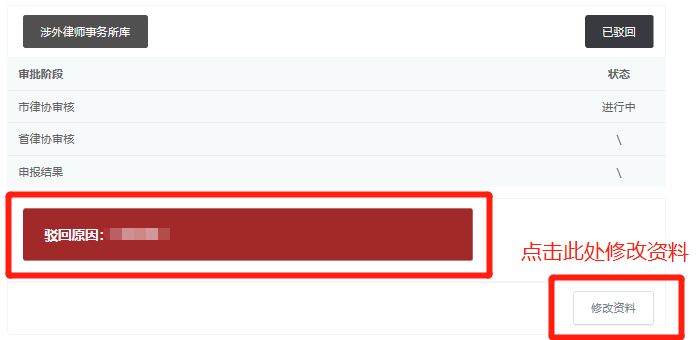 涉外律师事务所库 已驳回
审批阶段 状态
市律协审核 进行中
省律协审核 \
申报结果 \
驳回原因：
点击此处修改资料
修改资料